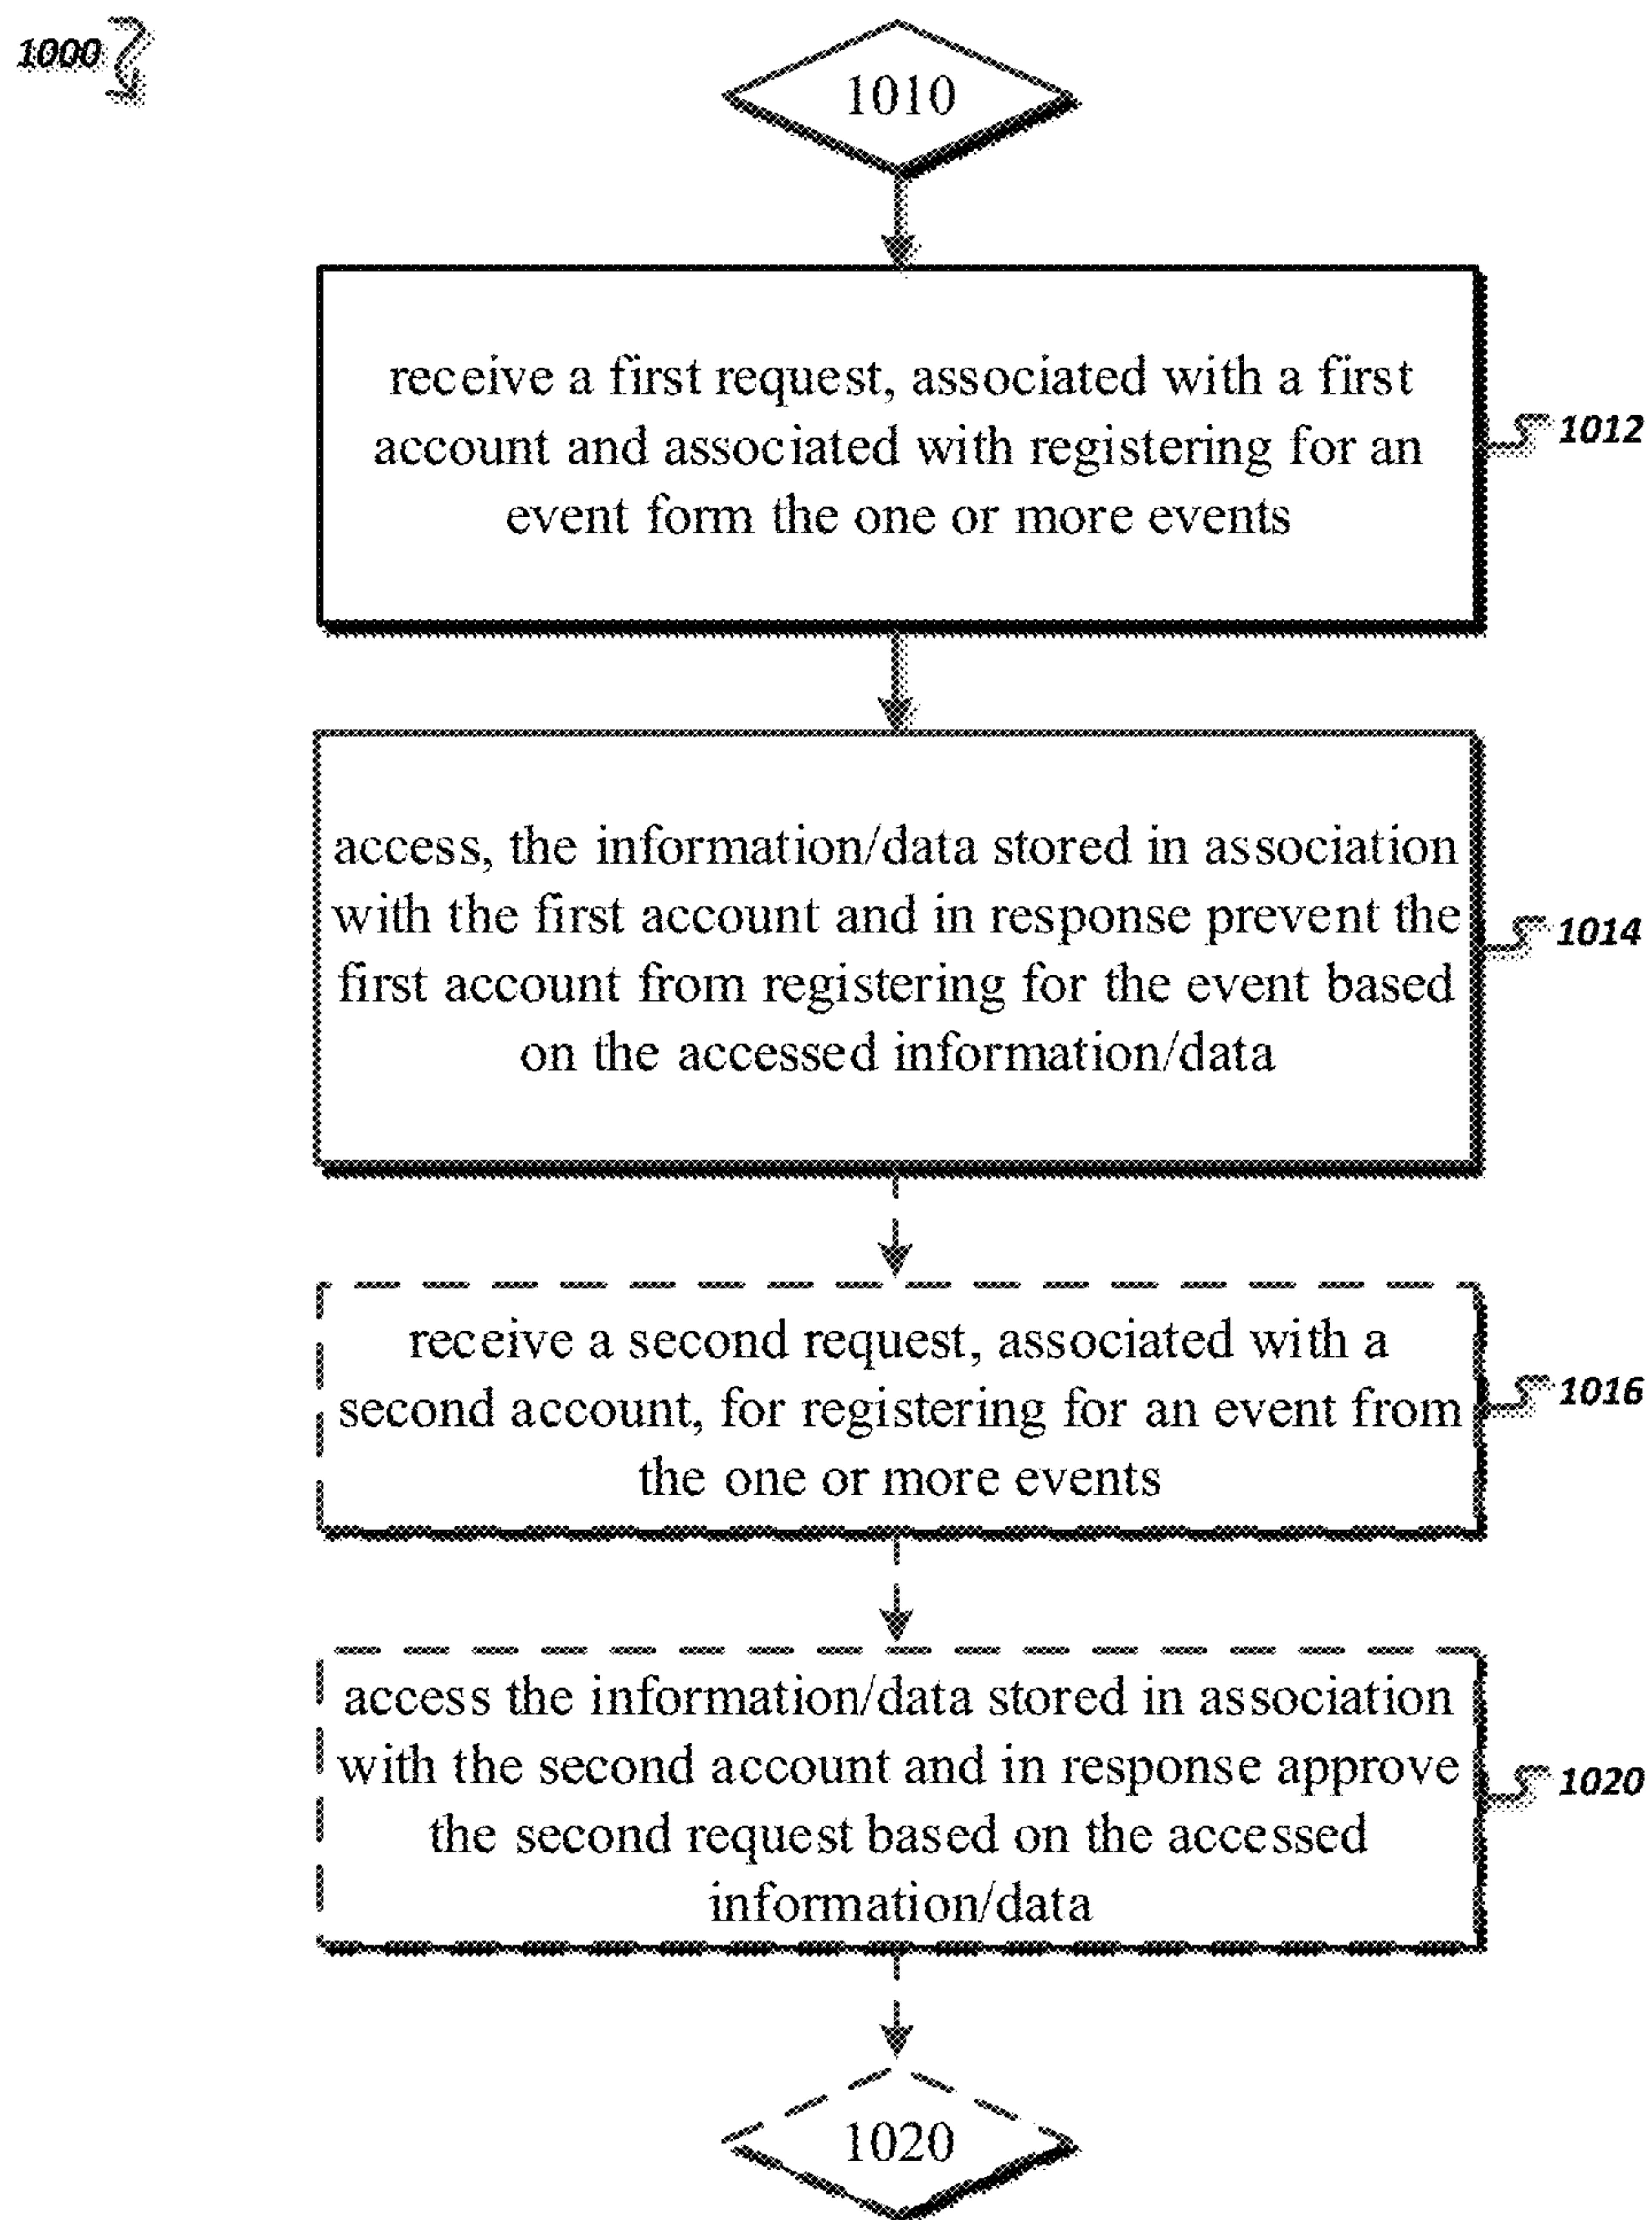 1000
1010
receive a first request, associated with a first
account and associated with registering for an
event form the one or more events
1012
access, the information/data stored in association
with the first account and in response prevent the
first account from registering for the event based
on the accessed information/data
1014
receive a second request, associated with a
second account, for registering for an event from
the one or more events
1016
access the information/data stored in association
with the second account and in response approve
the second request based on the accessed
information/data
1020
1020